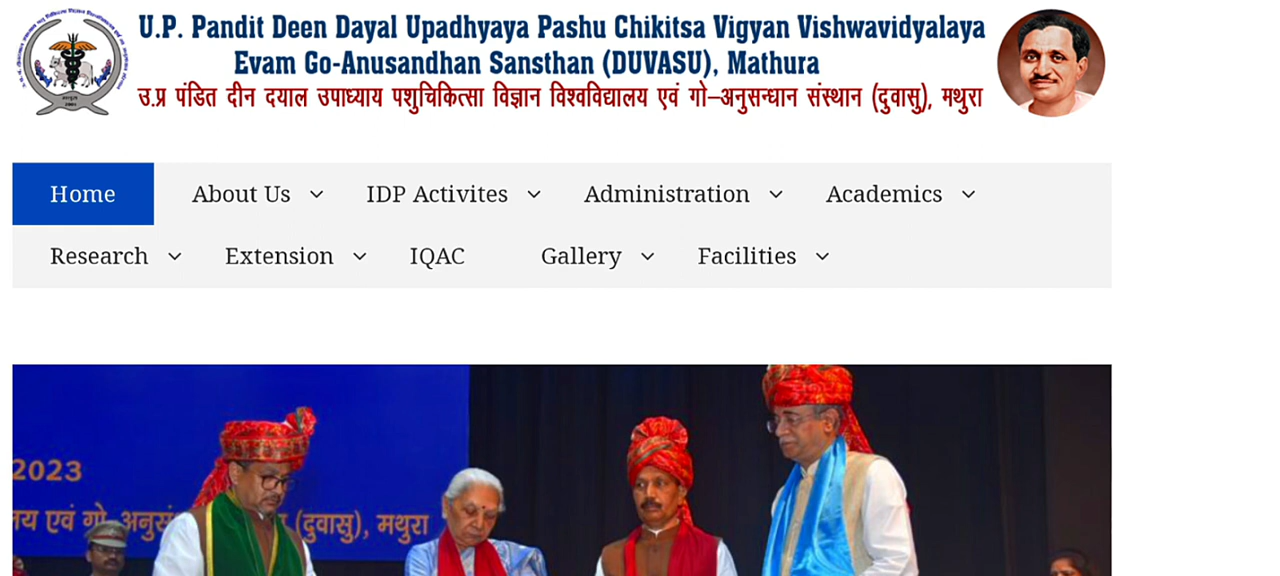 U.P. Pandit Deen Dayal Upadhyaya Pashu Chikitsa Vigyan Vishwavidyalaya
Evam Go-Anusandhan Sansthan (DUVASU), Mathura
उ.प्र पंडित दीन दयाल उपाध्याय पशुचिकित्सा विज्ञान विश्वविद्यालय एवं गो–अनुसन्धान संस्थान (दुवासु), मथुरा
Home About Us IDP Activites Administration Academics
Research Extension IQAC Gallery Facilities
2023
एवं गो (दुवासु), मथुरा